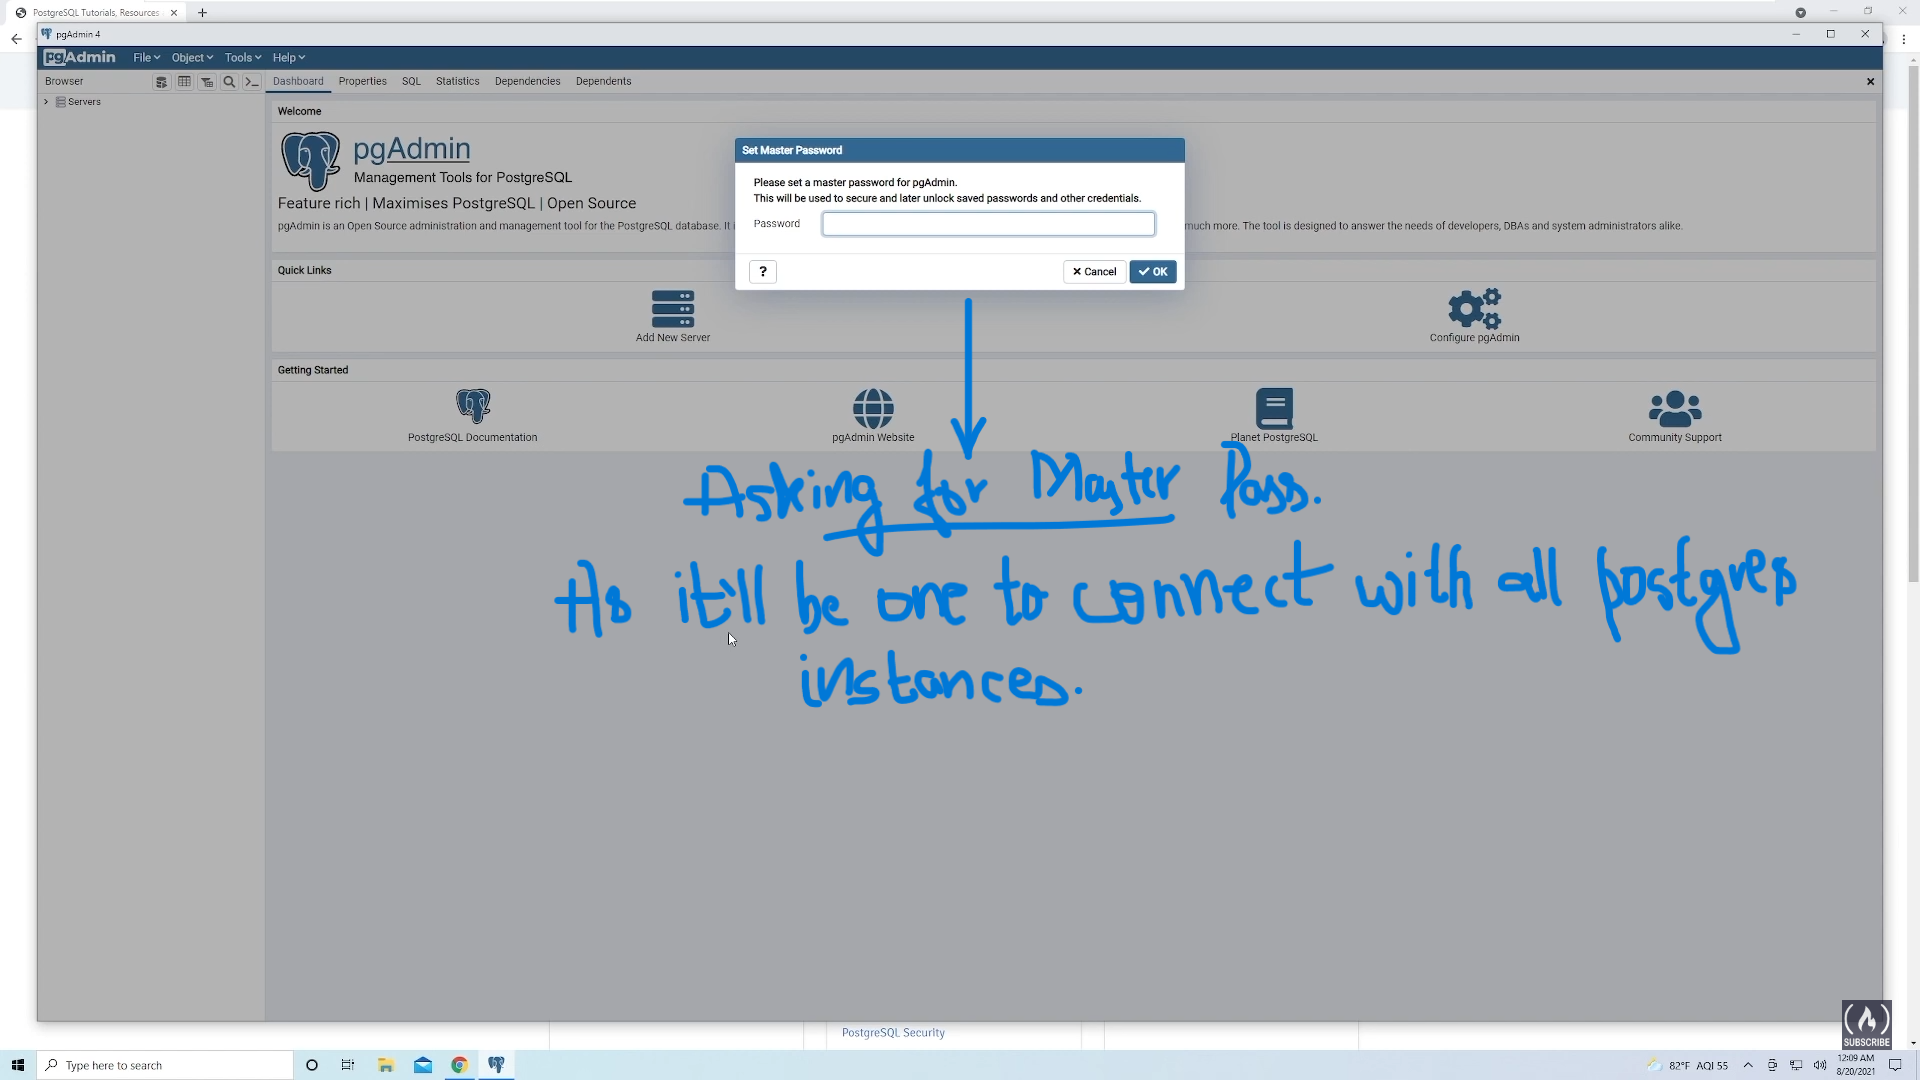 PostgreSQL Tutorials, Resources
pgAdmin 4
pgAdmin File Object Tools Help
Browser
Dashboard Properties SQL Statistics Dependencies Dependents
Servers
Welcome
pgAdmin
Management Tools for PostgreSQL
Feature rich | Maximises PostgreSQL | Open Source
pgAdmin is an Open Source administration and management tool for the PostgreSQL database. It i
much more. The tool is designed to answer the needs of developers, DBAs and system administrators alike.
Set Master Password
Please set a master password for pgAdmin.
This will be used to secure and later unlock saved passwords and other credentials.
Password
? Cancel OK
Quick Links
Add New Server Configure pgAdmin
Getting Started
PostgreSQL Documentation pgAdmin Website Planet PostgreSQL Community Support
Asking for Master Pass.
As it'll be one to connect with all postgres
instances.
PostgreSQL Security
SUBSCRIBE
Type here to search
82°F AQI 55
12:09 AM
8/20/2021